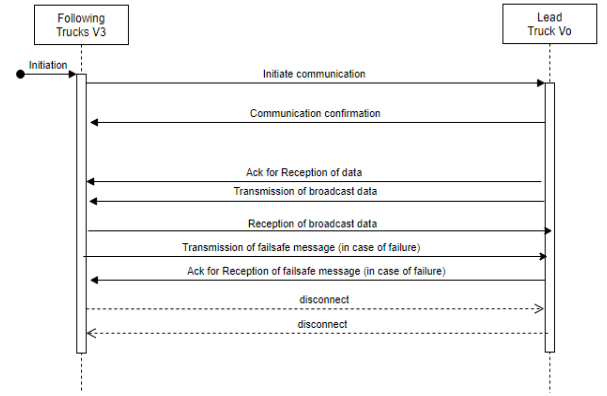 Following
Trucks V3
Lead
Truck Vo
Initiation
Initiate communication
Communication confirmation
Ack for Reception of data
Transmission of broadcast data
Reception of broadcast data
Transmission of failsafe message (in case of failure)
Ack for Reception of failsafe message (in case of failure)
disconnect
disconnect